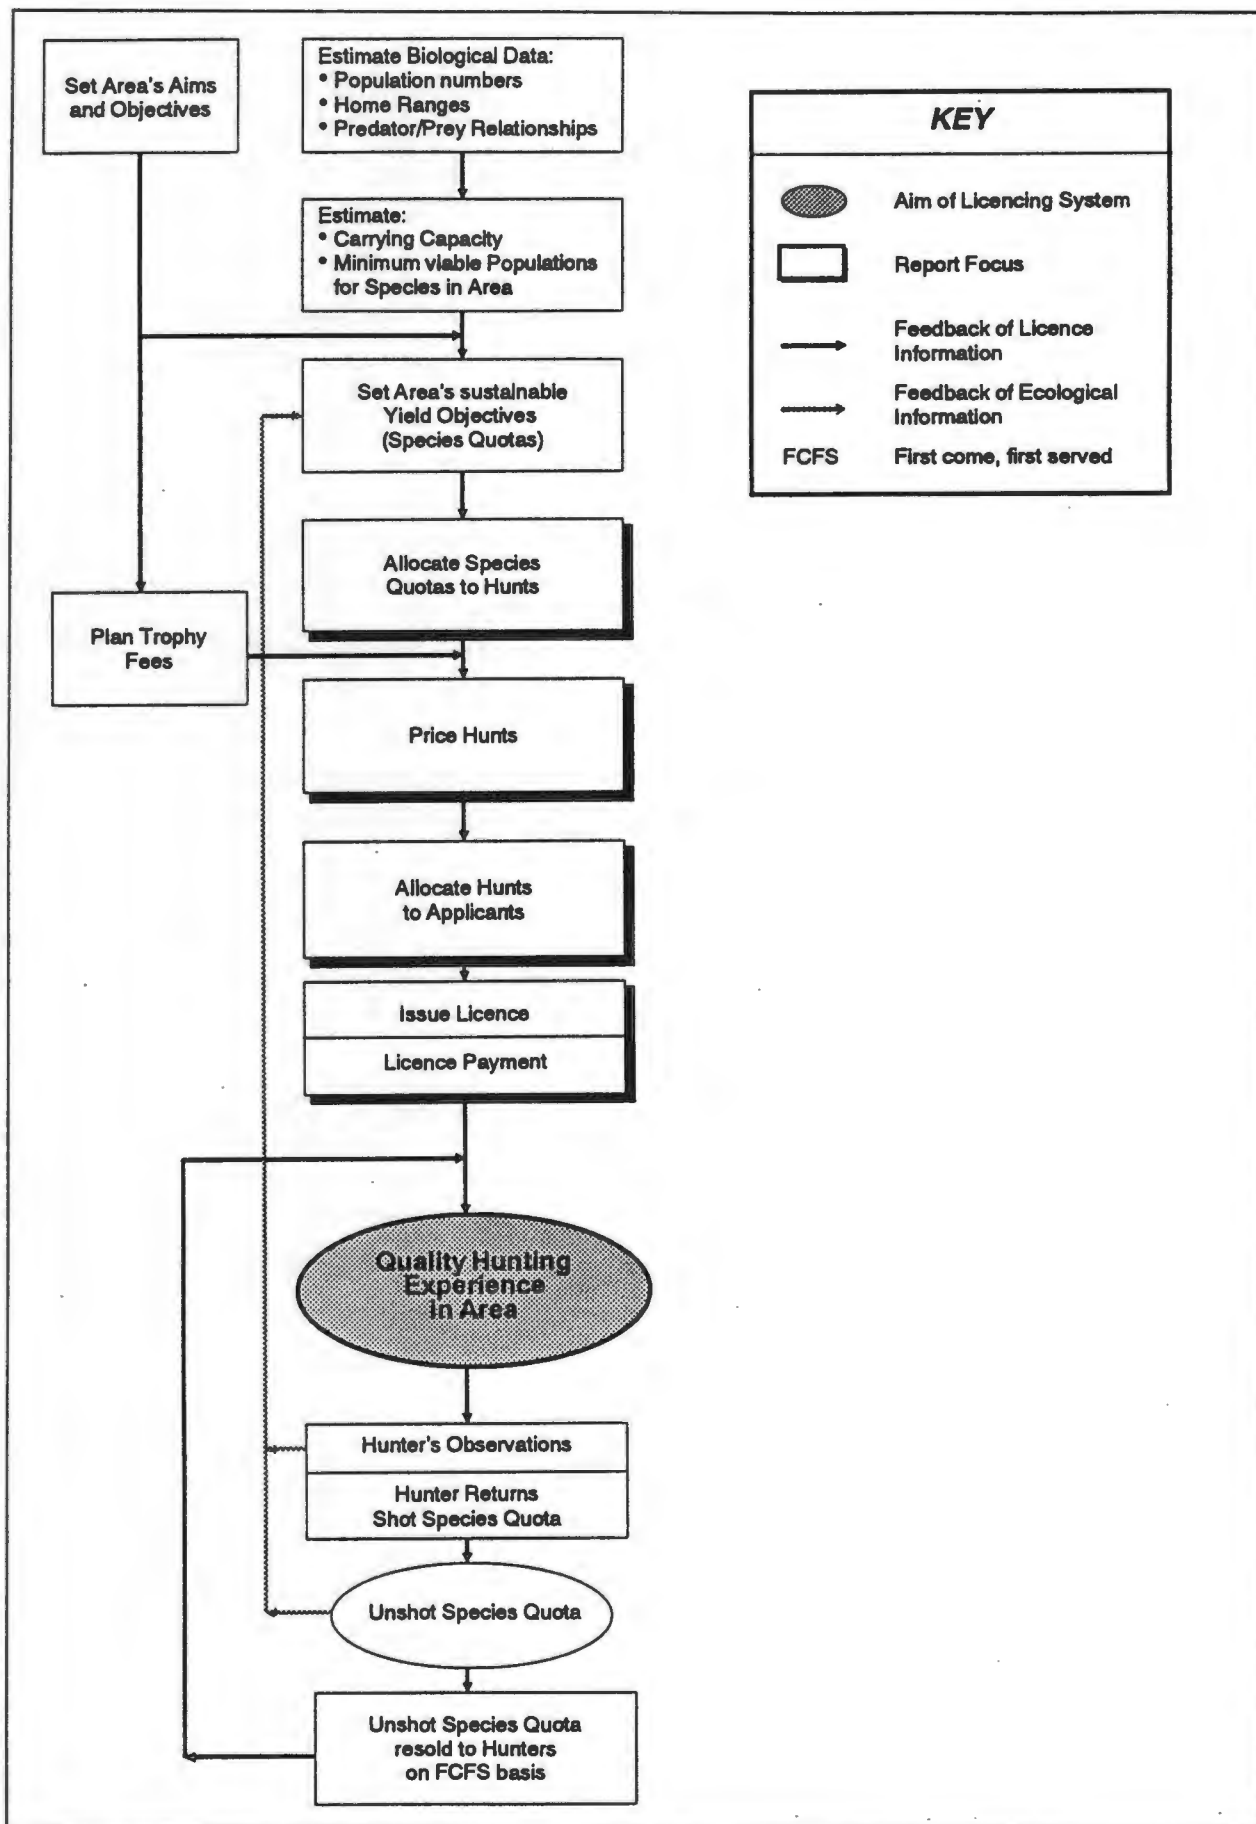 Set Area's Aims
and Objectives
Estimate Biological Data:
• Population numbers
• Home Ranges
• Predator/Prey Relationships
KEY
Aim of Licencing System
Report Focus
Feedback of Licence
Information
Feedback of Ecological
Information
FCFS First come, first served
Estimate:
• Carrying Capacity
• Minimum viable Populations
for Species in Area
Set Area's sustainable
Yield Objectives
(Species Quotas)
Allocate Species
Quotas to Hunts
Plan Trophy
Fees
Price Hunts
Allocate Hunts
to Applicants
Issue Licence
Licence Payment
Quality Hunting
Experience
in Area
Hunter's Observations
Hunter Returns
Shot Species Quota
Unshot Species Quota
Unshot Species Quota
resold to Hunters
on FCFS basis